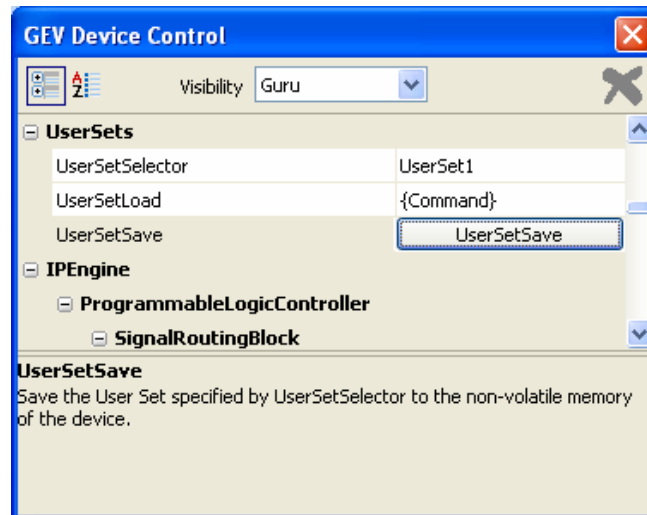 GEV Device Control
Visibility Guru
UserSets
UserSetSelector UserSet1
UserSetLoad {Command}
UserSetSave UserSetSave
IPEngine
ProgrammableLogicController
SignalRoutingBlock
UserSetSave
Save the User Set specified by UserSetSelector to the non-volatile memory
of the device.